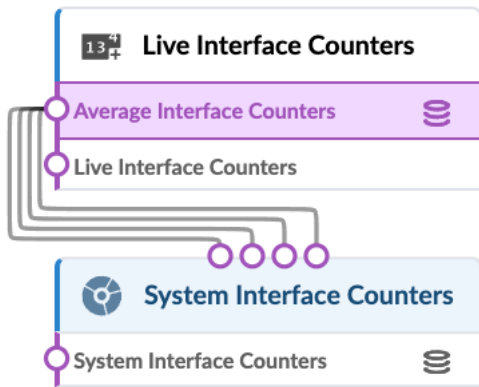 13 4
Live Interface Counters
Average Interface Counters
Live Interface Counters
System Interface Counters
System Interface Counters